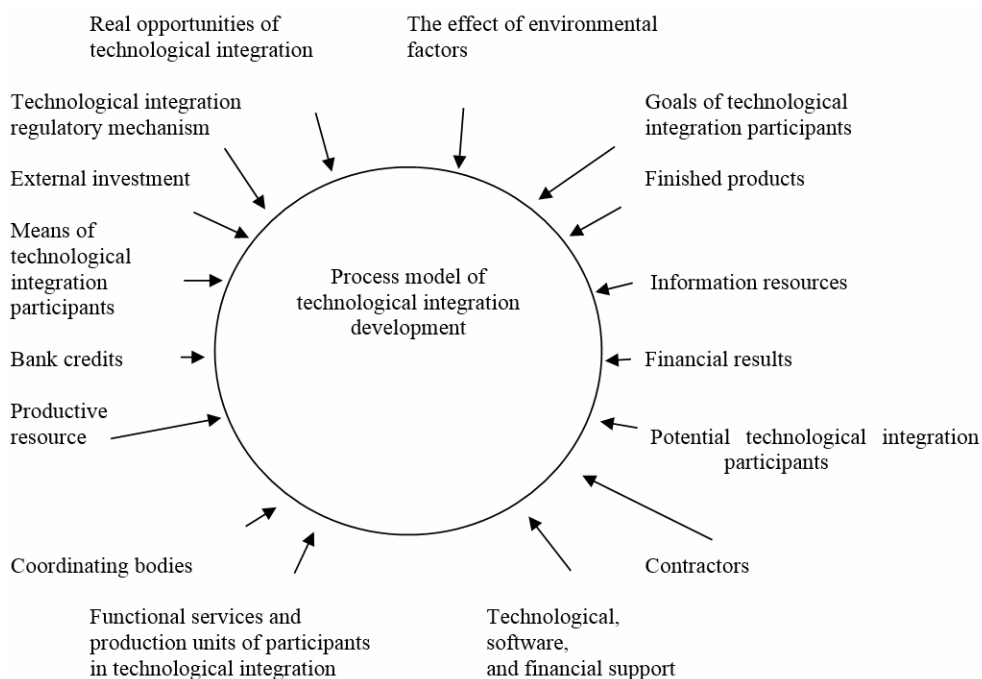 Real opportunities of
technological integration
The effect of environmental
factors
Technological integration
regulatory mechanism
Goals of technological
integration participants
External investment
Finished products
Means of
technological
integration
participants
Process model of
technological integration
development
Information resources
Bank credits
Financial results
Productive
resource
Potential technological integration
participants
Coordinating bodies
Contractors
Functional services and
production units of participants
in technological integration
Technological,
software,
and financial support